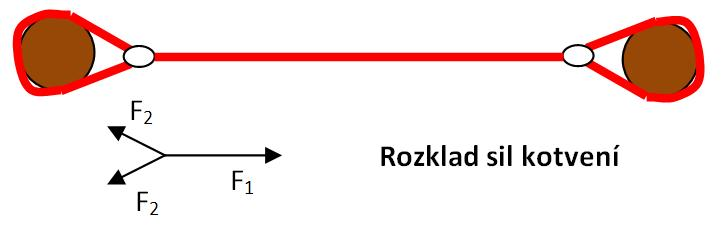 F₂
Rozklad sil kotvení
F₁
F₂